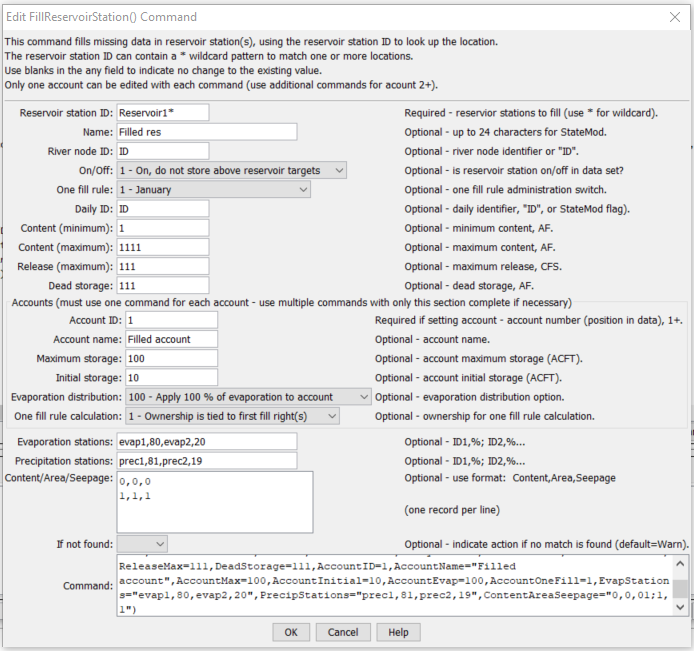 Edit FillReservoirStation() Command
This command fills missing data in reservoir station(s), using the reservoir station ID to look up the location.
The reservoir station ID can contain a * wildcard pattern to match one or more locations.
Use blanks in the any field to indicate no change to the existing value.
Only one account can be edited with each command (use additional commands for acount 2+).
Reservoir station ID: Reservoir1* Required - reservior stations to fill (use * for wildcard).
Name: Filled res Optional - up to 24 characters for StateMod.
River node ID: ID Optional - river node identifier or "ID".
On/Off: 1 - On, do not store above reservoir targets Optional - is reservoir station on/off in data set?
One fill rule: 1 - January Optional - one fill rule administration switch.
Daily ID: ID Optional - daily identifier, "ID", or StateMod flag).
Content (minimum): 1 Optional - minimum content, AF.
Content (maximum): 1111 Optional - maximum content, AF.
Release (maximum): 111 Optional - maximum release, CFS.
Dead storage: 111 Optional - dead storage, AF.
Accounts (must use one command for each account - use multiple commands with only this section complete if necessary)
Account ID: 1 Required if setting account - account number (position in data), 1+.
Account name: Filled account Optional - account name.
Maximum storage: 100 Optional - account maximum storage (ACFT).
Initial storage: 10 Optional - account initial storage (ACFT).
Evaporation distribution: 100 - Apply 100 % of evaporation to account Optional - evaporation distribution option.
One fill rule calculation: 1 - Ownership is tied to first fill right(s) Optional - ownership for one fill rule calculation.
Evaporation stations: evap1,80,evap2,20 Optional - ID1,%; ID2,%...
Precipitation stations: prec1,81,prec2,19 Optional - ID1,%; ID2,%...
Content/Area/Seepage: 0,0,0 Optional - use format: Content,Area,Seepage
1,1,1
(one record per line)
If not found: Optional - indicate action if no match is found (default=Warn).
Command: ReleaseMax=111,DeadStorage=111,AccountID=1,AccountName="Filled
account",AccountMax=100,AccountInitial=10,AccountEvap=100,AccountOneFill=1,EvapStation
s="evap1,80,evap2,20",PrecipStations="prec1,81,prec2,19",ContentAreaSeepage="0,0,01;1,
1")
OK Cancel Help